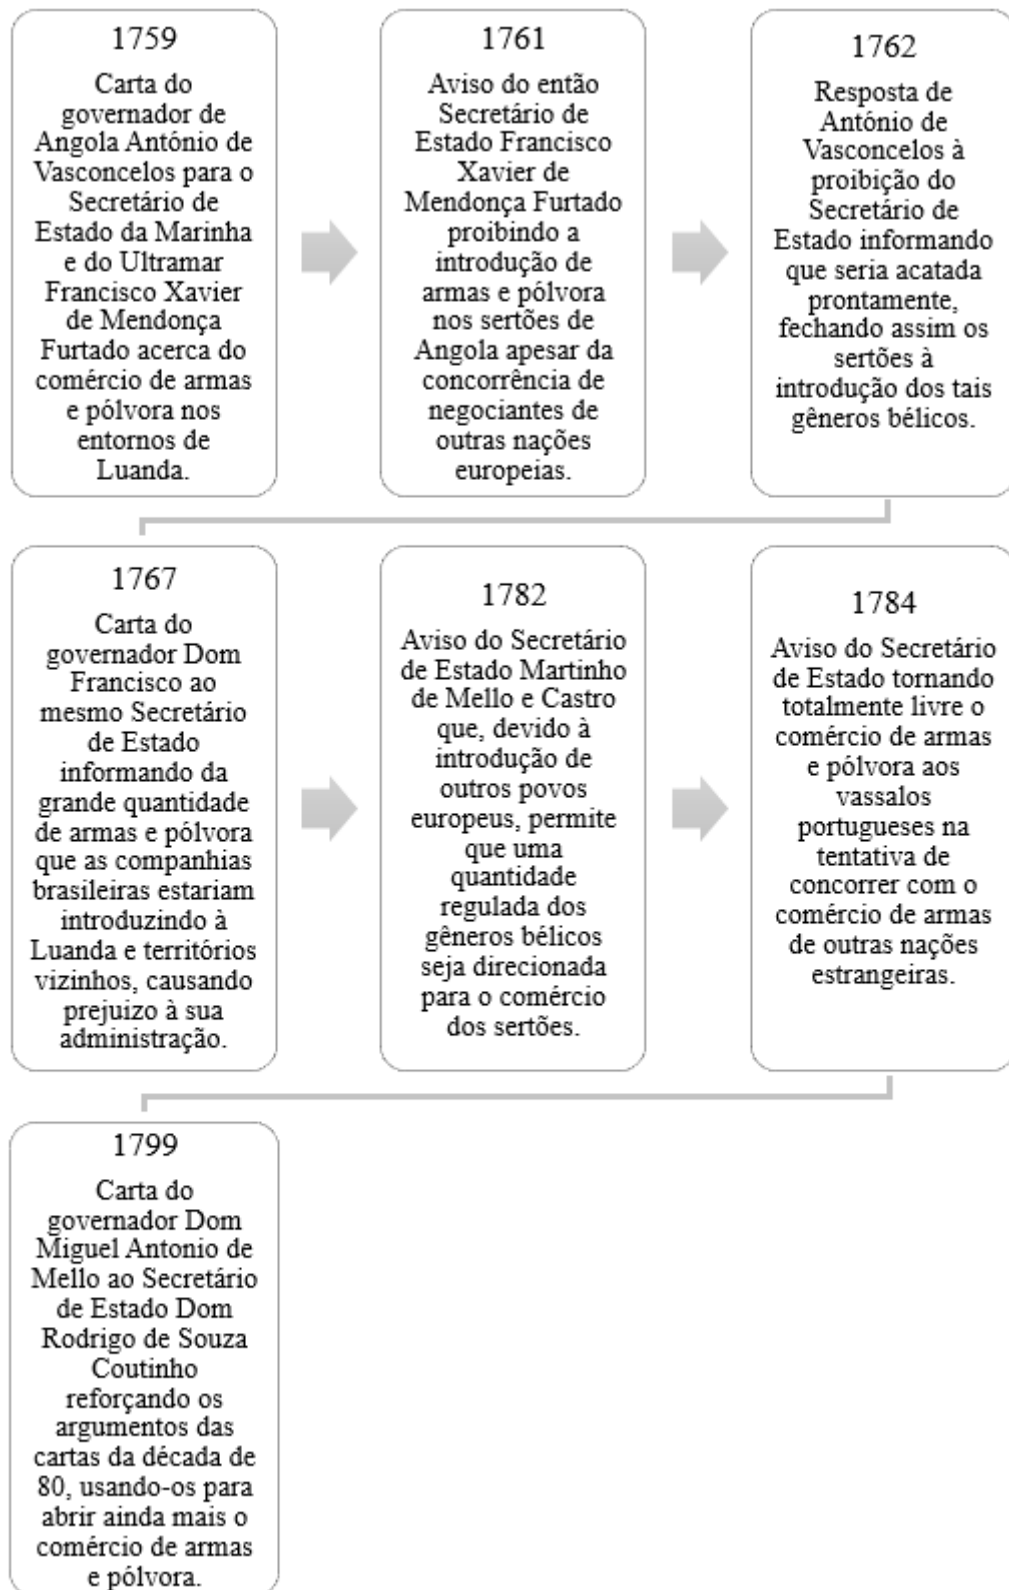 1759
Carta do
governador de
Angola António de
Vasconcelos para o
Secretário de
Estado da Marinha
e do Ultramar
Francisco Xavier
de Mendonça
Furtado acerca do
comércio de armas
e pólvora nos
entornos de
Luanda.
1761
Aviso do então
Secretário de
Estado Francisco
Xavier de
Mendonça Furtado
proibindo a
introdução de
armas e pólvora
nos sertões de
Angola apesar da
concorrência de
negociantes de
outras nações
europeias.
1762
Resposta de
António de
Vasconcelos à
proibição do
Secretário de
Estado informando
que seria acatada
prontamente,
fechando assim os
sertões à
introdução dos tais
gêneros bélicos.
1767
Carta do
governador Dom
Francisco ao
mesmo Secretário
de Estado
informando da
grande quantidade
de armas e pólvora
que as companhias
brasileiras estariam
introduzindo à
Luanda e territórios
vizinhos, causando
prejuizo à sua
administração.
1782
Aviso do Secretário
de Estado Martinho
de Mello e Castro
que, devido à
introdução de
outros povos
europeus, permite
que uma
quantidade
regulada dos
gêneros bélicos
seja direcionada
para o comércio
dos sertões.
1784
Aviso do Secretário
de Estado tornando
totalmente livre o
comércio de armas
e pólvora aos
vassalos
portugueses na
tentativa de
concorrer com o
comércio de armas
de outras nações
estrangeiras.
1799
Carta do
governador Dom
Miguel Antonio de
Mello ao Secretário
de Estado Dom
Rodrigo de Souza
Coutinho
reforçando os
argumentos das
cartas da década de
80, usando-os para
abrir ainda mais o
comércio de armas
e pólvora.